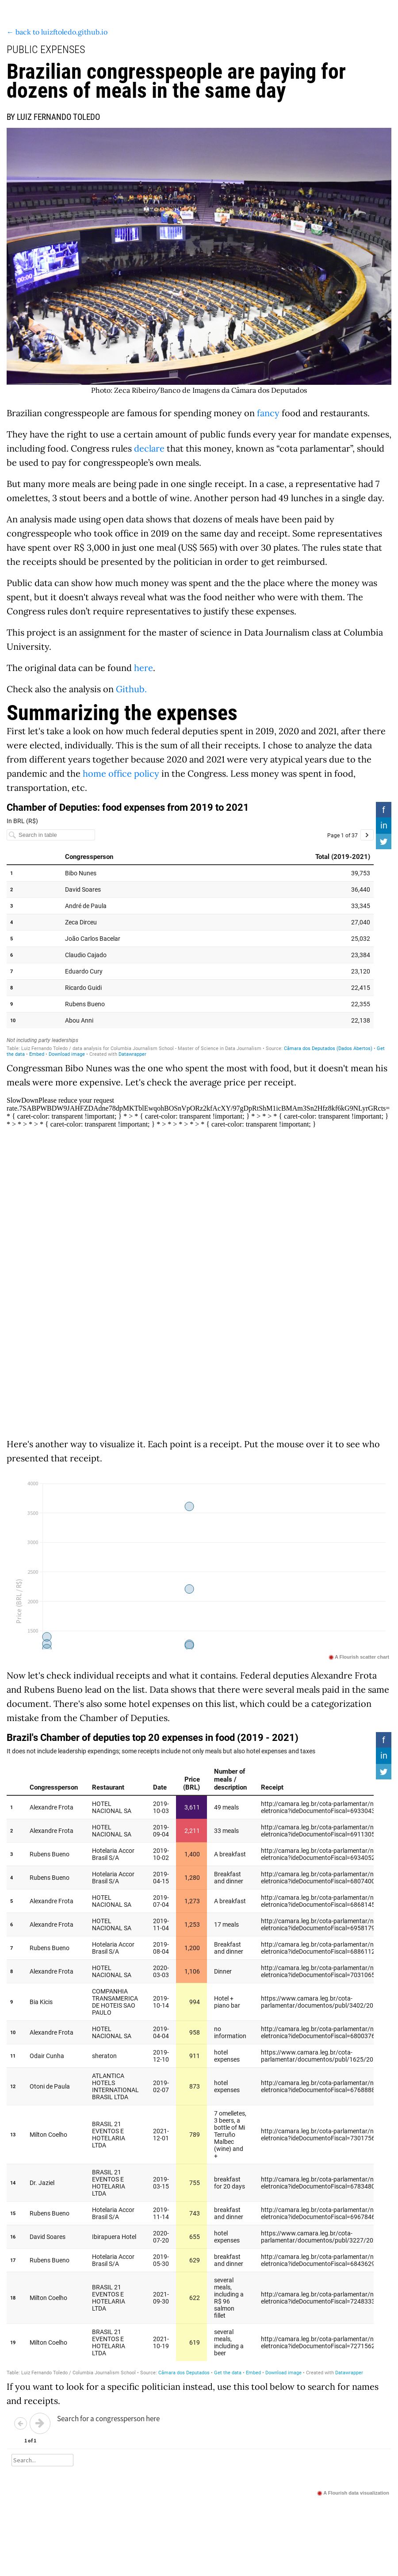 ← back to luizftoledo.github.io
PUBLIC EXPENSES
Brazilian congresspeople are paying for
dozens of meals in the same day
BY LUIZ FERNANDO TOLEDO
Photo: Zeca Ribeiro/Banco de Imagens da Câmara dos Deputados
Brazilian congresspeople are famous for spending money on fancy food and restaurants.
They have the right to use a certain amount of public funds every year for mandate expenses,
including food. Congress rules declare that this money, known as “cota parlamentar”, should
be used to pay for congresspeople’s own meals.
But many more meals are being pade in one single receipt. In a case, a representative had 7
omelettes, 3 stout beers and a bottle of wine. Another person had 49 lunches in a single day.
An analysis made using open data shows that dozens of meals have been paid by
congresspeople who took office in 2019 on the same day and receipt. Some representatives
have spent over R$ 3,000 in just one meal (US$ 565) with over 30 plates. The rules state that
the receipts should be presented by the politician in order to get reimbursed.
Public data can show how much money was spent and the the place where the money was
spent, but it doesn't always reveal what was the food neither who were with them. The
Congress rules don’t require representatives to justify these expenses.
This project is an assignment for the master of science in Data Journalism class at Columbia
University.
The original data can be found here.
Check also the analysis on Github.
Summarizing the expenses
First let's take a look on how much federal deputies spent in 2019, 2020 and 2021, after there
were elected, individually. This is the sum of all their receipts. I chose to analyze the data
from different years together because 2020 and 2021 were very atypical years due to the
pandemic and the home office policy in the Congress. Less money was spent in food,
transportation, etc.
Chamber of Deputies: food expenses from 2019 to 2021
In BRL (R$)
Search in table
Page 1 of 37
Congressperson Total (2019-2021)
1 Bibo Nunes 39,753
2 David Soares 36,440
3 André de Paula 33,345
4 Zeca Dirceu 27,040
5 João Carlos Bacelar 25,032
6 Claudio Cajado 23,384
7 Eduardo Cury 23,120
8 Ricardo Guidi 22,415
9 Rubens Bueno 22,355
10 Abou Anni 22,138
Not including party leaderships
Table: Luiz Fernando Toledo / data analysis for Columbia Journalism School - Master of Science in Data Journalism • Source: Câmara dos Deputados (Dados Abertos) • Get
the data • Embed • Download image • Created with Datawrapper
Congressman Bibo Nunes was the the one who spent the most with food, but it doesn't mean his
meals were more expensive. Let's check the average price per receipt.
SlowDownPlease reduce your request
* { caret-color: transparent !important; } * > * { caret-color: transparent !important; } * > * > * { caret-color: transparent !important; }
* > * > * > * { caret-color: transparent !important; } * > * > * > * > * { caret-color: transparent !important; }
Here's another way to visualize it. Each point is a receipt. Put the mouse over it to see who
presented that receipt.
4000
3500
3000
2500
2000
1500
Price (BRL / R$)
A Flourish scatter chart
Now let's check individual receipts and what it contains. Federal deputies Alexandre Frota
and Rubens Bueno lead on the list. Data shows that there were several meals paid in the same
document. There's also some hotel expenses on this list, which could be a categorization
mistake from the Chamber of Deputies.
Brazil's Chamber of deputies top 20 expenses in food (2019 - 2021)
It does not include leadership expendings; some receipts include not only meals but also hotel expenses and taxes
Congressperson Restaurant Date Price (BRL) Number of meals / description Receipt
1 Alexandre Frota HOTEL NACIONAL SA 2019-10-03 3,611 49 meals http://camara.leg.br/cota-parlamentar/n
eletronica?ideDocumentoFiscal=6933043
2 Alexandre Frota HOTEL NACIONAL SA 2019-09-04 2,211 33 meals http://camara.leg.br/cota-parlamentar/n
eletronica?ideDocumentoFiscal=6911305
3 Rubens Bueno Hotelaria Accor Brasil S/A 2019-10-02 1,400 A breakfast http://camara.leg.br/cota-parlamentar/n
eletronica?ideDocumentoFiscal=6934052
4 Rubens Bueno Hotelaria Accor Brasil S/A 2019-04-15 1,280 Breakfast and dinner http://camara.leg.br/cota-parlamentar/n
eletronica?ideDocumentoFiscal=6807400
5 Alexandre Frota HOTEL NACIONAL SA 2019-07-04 1,273 A breakfast http://camara.leg.br/cota-parlamentar/n
eletronica?ideDocumentoFiscal=6868145
6 Alexandre Frota HOTEL NACIONAL SA 2019-11-04 1,253 17 meals http://camara.leg.br/cota-parlamentar/n
eletronica?ideDocumentoFiscal=6958179
7 Rubens Bueno Hotelaria Accor Brasil S/A 2019-08-04 1,200 Breakfast and dinner http://camara.leg.br/cota-parlamentar/n
eletronica?ideDocumentoFiscal=6886112
8 Alexandre Frota HOTEL NACIONAL SA 2020-03-03 1,106 Dinner http://camara.leg.br/cota-parlamentar/n
eletronica?ideDocumentoFiscal=7031065
9 Bia Kicis COMPANHIA TRANSAMERICA DE HOTEIS SAO PAULO 2019-10-14 994 Hotel + piano bar https://www.camara.leg.br/cota-
parlamentar/documentos/publ/3402/20
10 Alexandre Frota HOTEL NACIONAL SA 2019-04-04 958 no information http://camara.leg.br/cota-parlamentar/n
eletronica?ideDocumentoFiscal=6800376
11 Odair Cunha sheraton 2019-12-10 911 hotel expenses https://www.camara.leg.br/cota-
parlamentar/documentos/publ/1625/20
12 Otoni de Paula ATLANTICA HOTELS INTERNATIONAL BRASIL LTDA 2019-02-07 873 hotel expenses http://camara.leg.br/cota-parlamentar/n
eletronica?ideDocumentoFiscal=6768888
13 Milton Coelho BRASIL 21 EVENTOS E HOTELARIA LTDA 2021-12-01 789 7 omelletes, 3 beers, a bottle of Mi Terruño Malbec (wine) and + http://camara.leg.br/cota-parlamentar/n
eletronica?ideDocumentoFiscal=7301756
14 Dr. Jaziel BRASIL 21 EVENTOS E HOTELARIA LTDA 2019-03-15 755 breakfast for 20 days http://camara.leg.br/cota-parlamentar/n
eletronica?ideDocumentoFiscal=6783480
15 Rubens Bueno Hotelaria Accor Brasil S/A 2019-11-14 743 breakfast and dinner http://camara.leg.br/cota-parlamentar/n
eletronica?ideDocumentoFiscal=6967846
16 David Soares Ibirapuera Hotel 2020-07-20 655 hotel expenses https://www.camara.leg.br/cota-
parlamentar/documentos/publ/3227/20
17 Rubens Bueno Hotelaria Accor Brasil S/A 2019-05-30 629 breakfast and dinner http://camara.leg.br/cota-parlamentar/n
eletronica?ideDocumentoFiscal=6843629
18 Milton Coelho BRASIL 21 EVENTOS E HOTELARIA LTDA 2021-09-30 622 several meals, including a R$ 96 salmon fillet http://camara.leg.br/cota-parlamentar/n
eletronica?ideDocumentoFiscal=7248333
19 Milton Coelho BRASIL 21 EVENTOS E HOTELARIA LTDA 2021-10-19 619 several meals, including a beer http://camara.leg.br/cota-parlamentar/n
eletronica?ideDocumentoFiscal=7271562
Table: Luiz Fernando Toledo / Columbia Journalism School • Source: Câmara dos Deputados • Get the data • Embed • Download image • Created with Datawrapper
If you want to look for a specific politician instead, use this tool below to search for names
and receipts.
Search for a congressperson here
1 of 1
Search...
A Flourish data visualization